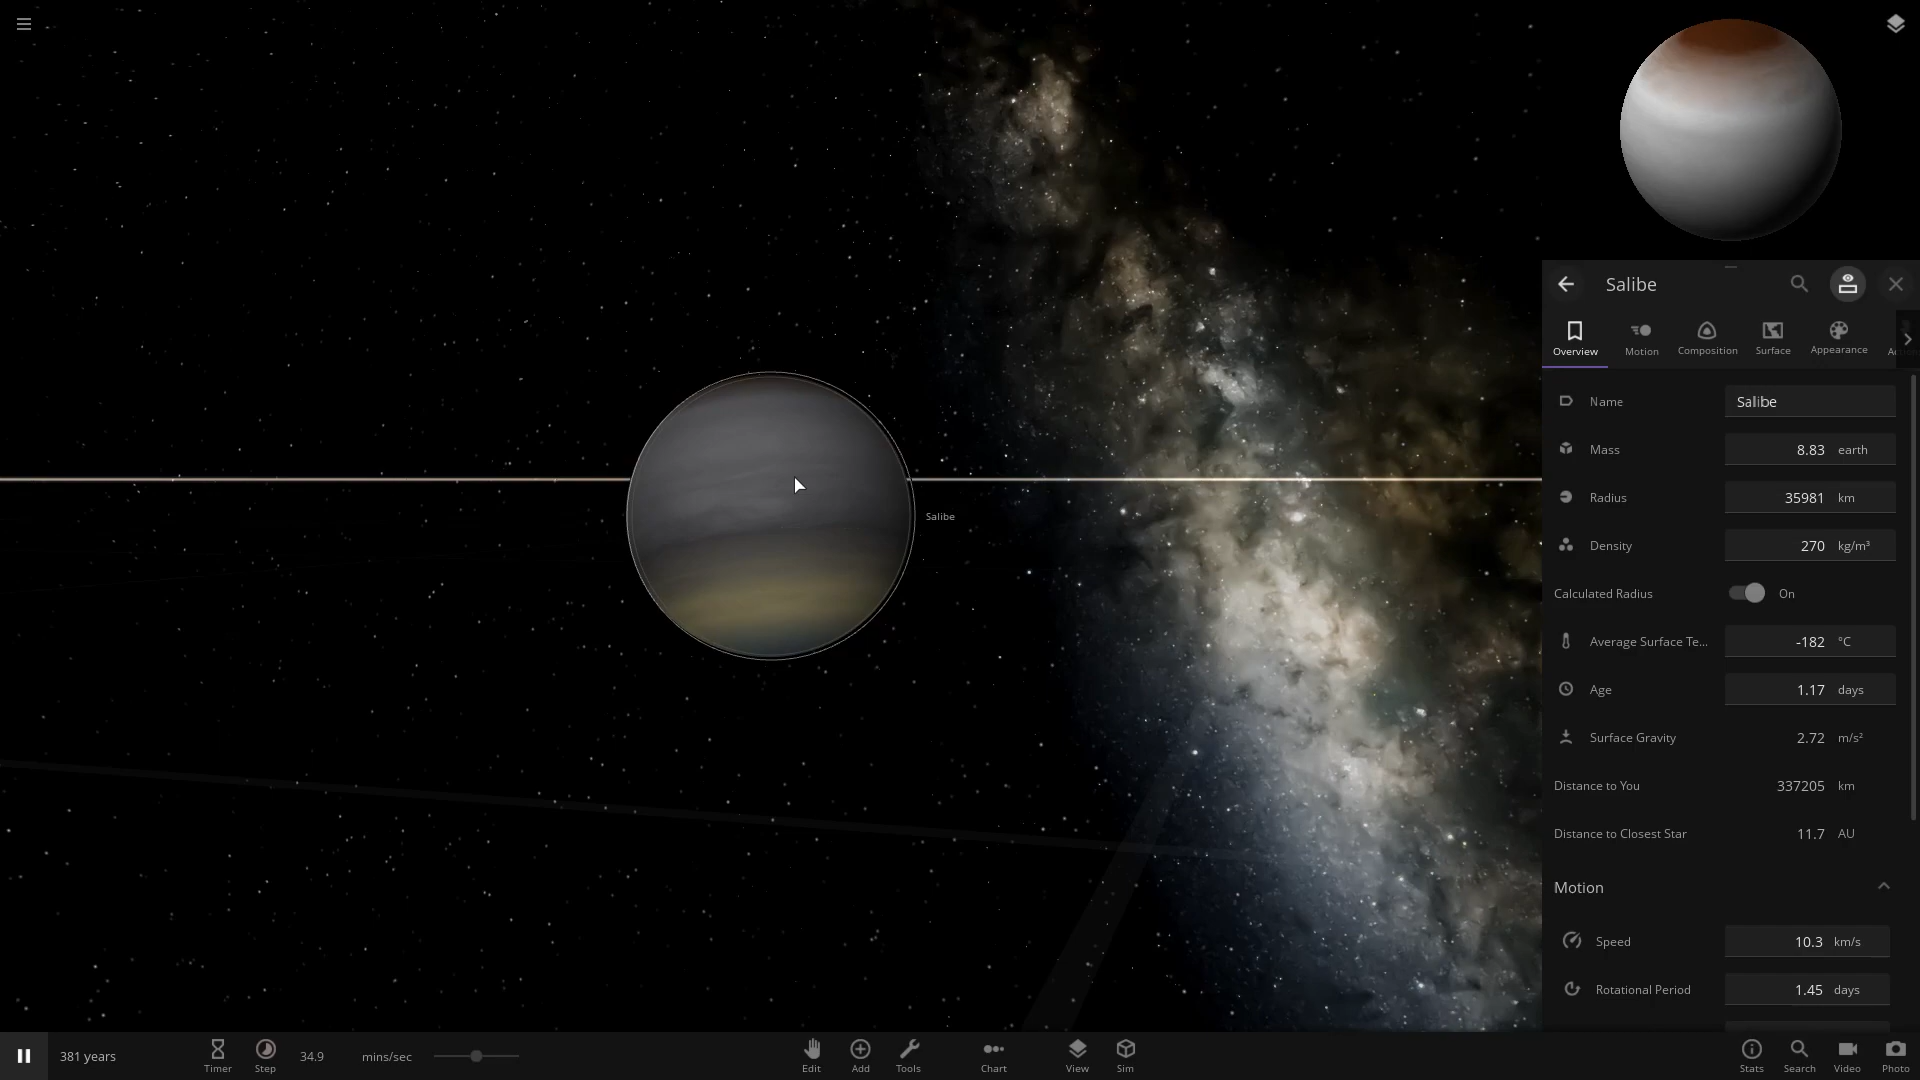 Salibe
Overview
Motion
Composition
Surface
Appearance
Name Salibe
Mass 8.83 earth
Radius 35981 km
Density 270 kg/m³
Calculated Radius On
Average Surface Te...
-182 °C
Age 1.17 days
Surface Gravity 2.72 m/s²
Distance to You 337205 km
Distance to Closest Star 11.7 AU
Motion
Speed 10.3 km/s
Rotational Period 1.45 days
Salibe
381 years
Timer
Step
34.9 mins/sec
Edit
Add
Tools
Chart
View
Sim
Stats
Search
Video
Photo